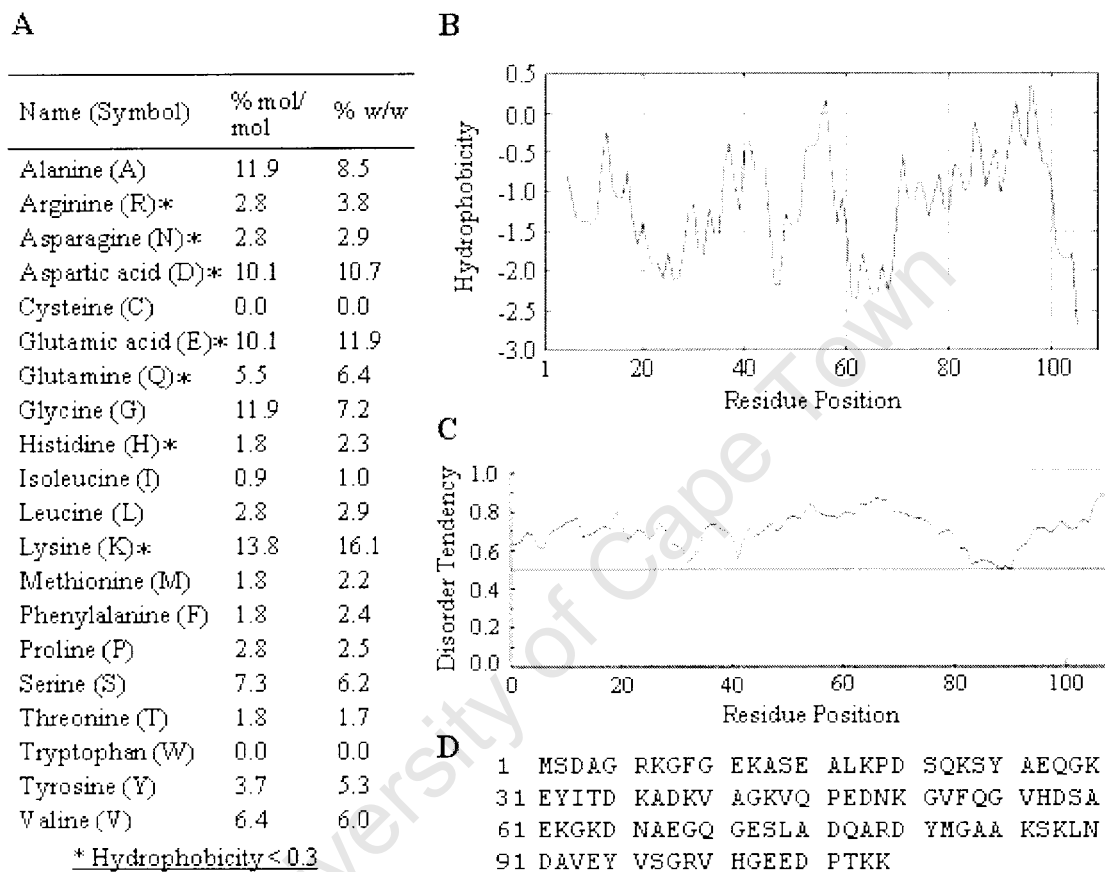 A
Name (Symbol) % mol/mol % w/w
Alanine (A) 11.9 8.5
Arginine (R)* 2.8 3.8
Asparagine (N)* 2.8 2.9
Aspartic acid (D)* 10.1 10.7
Cysteine (C) 0.0 0.0
Glutamic acid (E)* 10.1 11.9
Glutamine (Q)* 5.5 6.4
Glycine (G) 11.9 7.2
Histidine (H)* 1.8 2.3
Isoleucine (I) 0.9 1.0
Leucine (L) 2.8 2.9
Lysine (K)* 13.8 16.1
Methionine (M) 1.8 2.2
Phenylalanine (F) 1.8 2.4
Proline (P) 2.8 2.5
Serine (S) 7.3 6.2
Threonine (T) 1.8 1.7
Tryptophan (W) 0.0 0.0
Tyrosine (Y) 3.7 5.3
Valine (V) 6.4 6.0
* Hydrophobicity < 0.3
B
Hydrophobicity
0.5
0.0
-0.5
-1.0
-1.5
-2.0
-2.5
-3.0
1 20 40 60 80 100
Residue Position
C
Disorder Tendency
1.0
0.8
0.6
0.4
0.2
0.0
0 20 40 60 80 100
Residue Position
D
1 MSDAG RKGFG EKASE ALKPD SQKSY AEQGK
31 EYITD KADKV AGKVQ PEDNK GVFQG VHDSA
61 EKGKD NAEGQ GESLA DQARD YMGAA KSKLN
91 DAVEY VSGRV HGEED PTKK
University of Cape Town